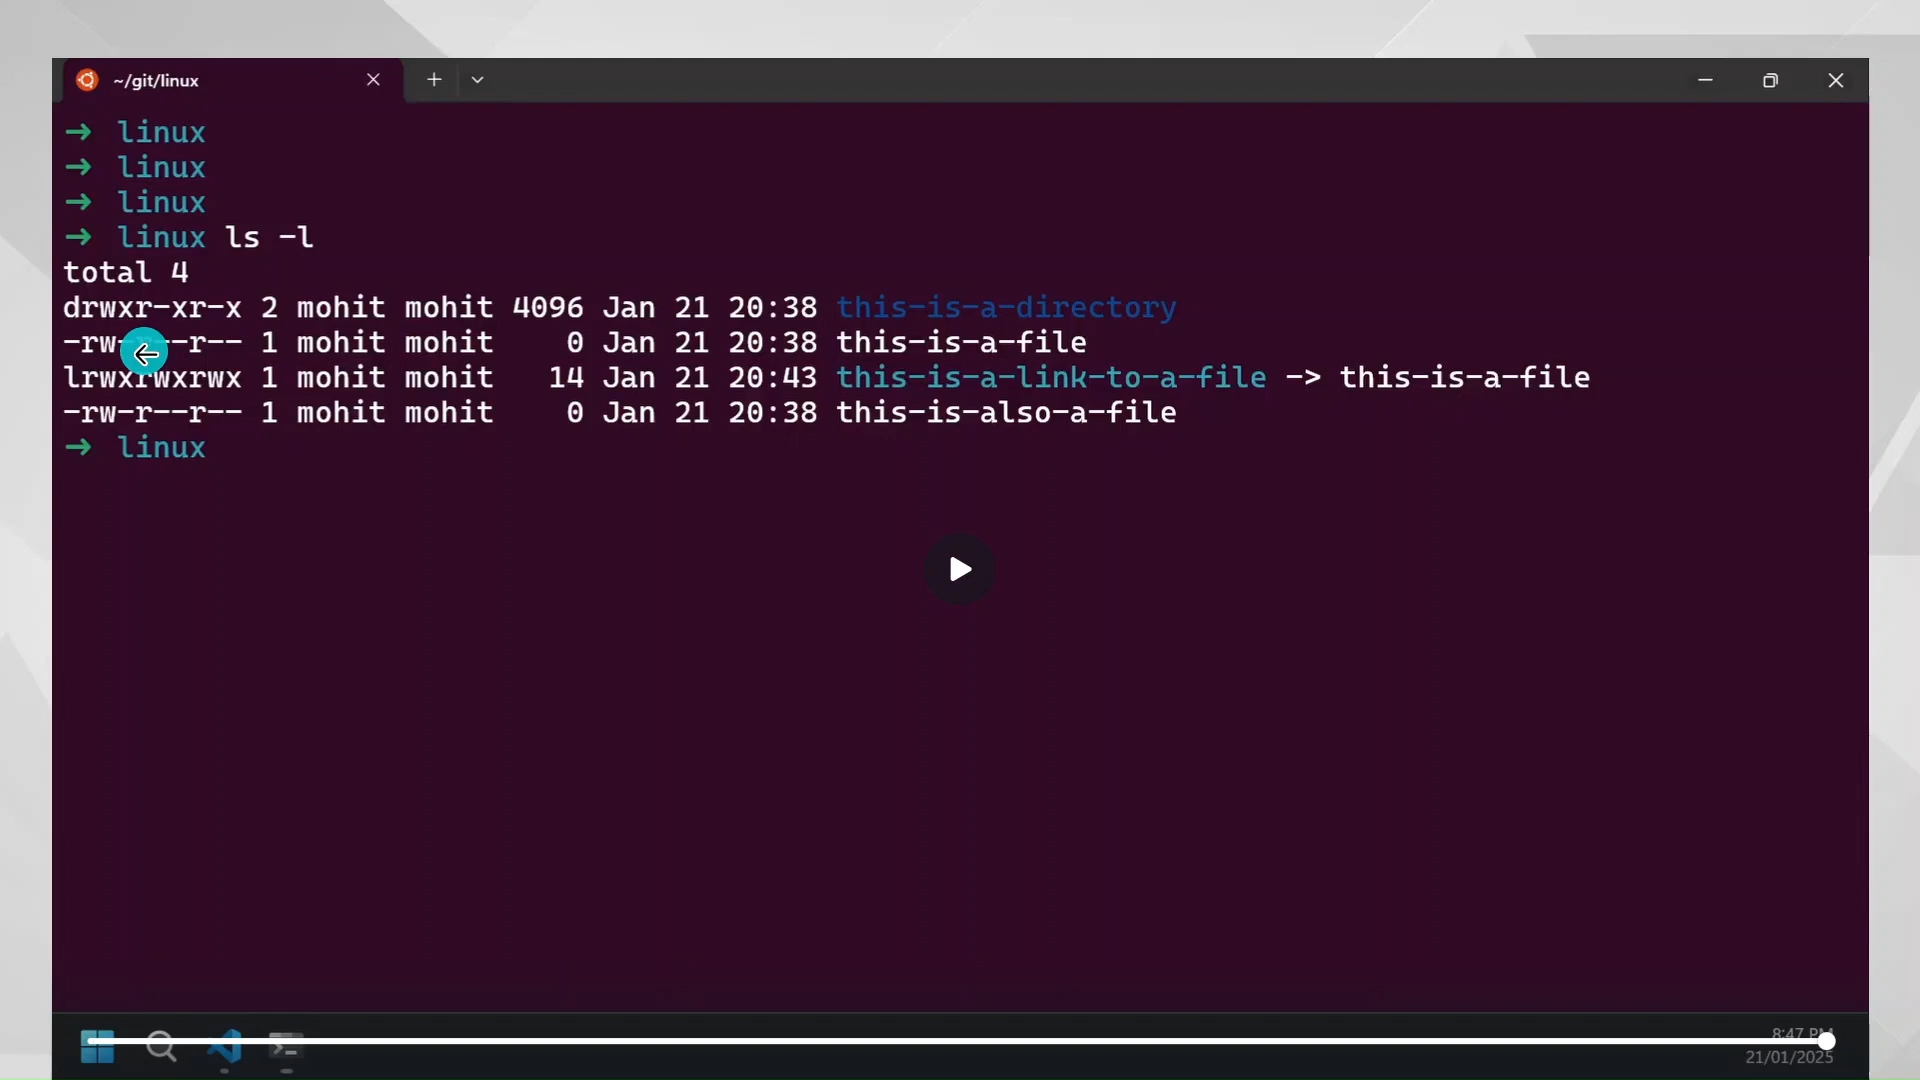 ~/git/linux
→ linux
→ linux
→ linux
→ linux ls -l
total 4
drwxr-xr-x 2 mohit mohit 4096 Jan 21 20:38 this-is-a-directory
-rw-r--r-- 1 mohit mohit    0 Jan 21 20:38 this-is-a-file
lrwxrwxrwx 1 mohit mohit   14 Jan 21 20:43 this-is-a-link-to-a-file -> this-is-a-file
-rw-r--r-- 1 mohit mohit    0 Jan 21 20:38 this-is-also-a-file
→ linux
8:47 PM
21/01/2025